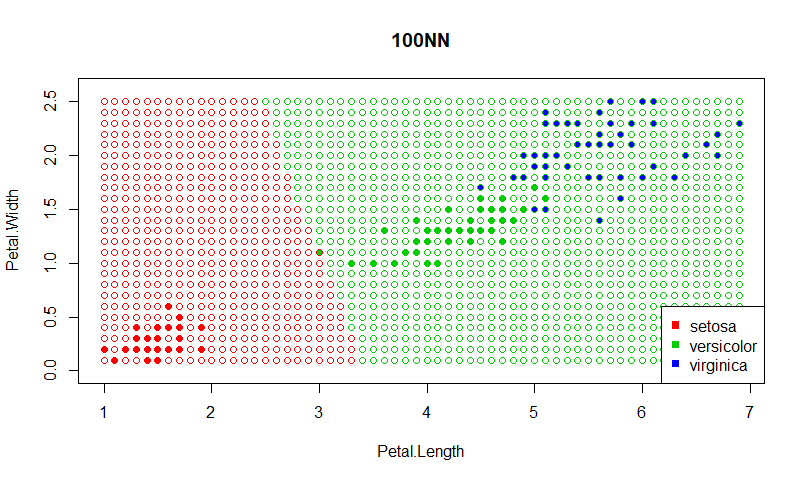 100NN
Petal.Width
2.5
2.0
1.5
1.0
0.5
0.0
setosa
versicolor
virginica
1 2 3 4 5 6 7
Petal.Length